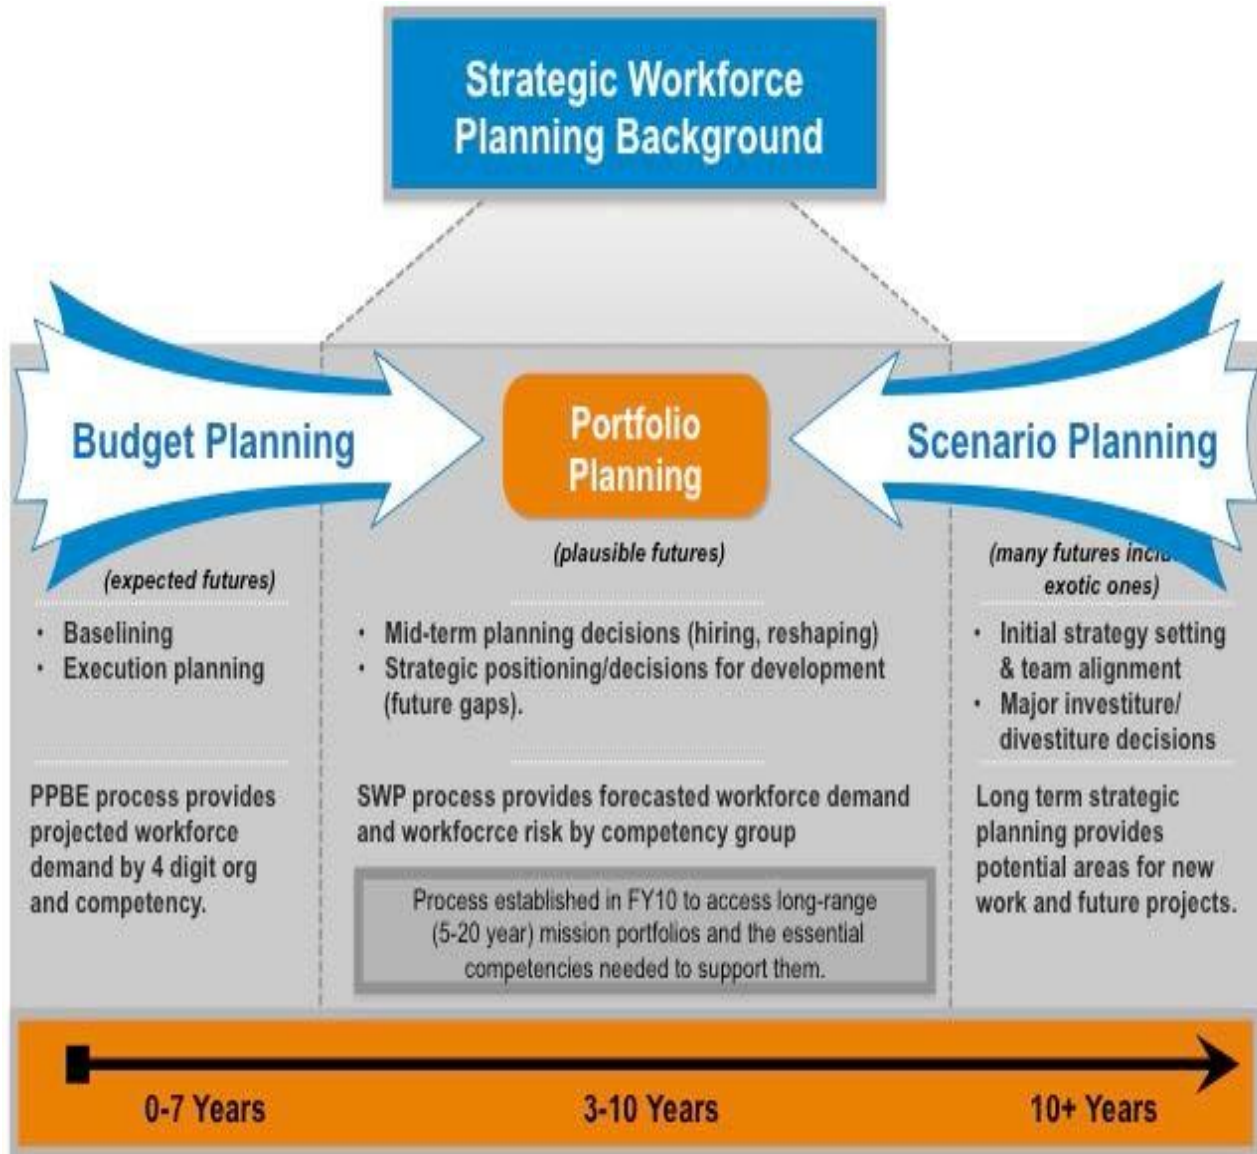 Strategic Workforce
Planning Background
Budget Planning
(expected futures)
• Baselining
• Execution planning
PPBE process provides
projected workforce
demand by 4 digit org
and competency.
Portfolio
Planning
(plausible futures)
• Mid-term planning decisions (hiring, reshaping)
• Strategic positioning/decisions for development
(future gaps).
SWP process provides forecasted workforce demand
and workfocrce risk by competency group
Process established in FY10 to access long-range
(5-20 year) mission portfolios and the essential
competencies needed to support them.
Scenario Planning
(many futures
exotic ones)
• Initial strategy setting
& team alignment
• Major investiture/
divestiture decisions
Long term strategic
planning provides
potential areas for new
work and future projects.
0-7 Years
3-10 Years
10+ Years